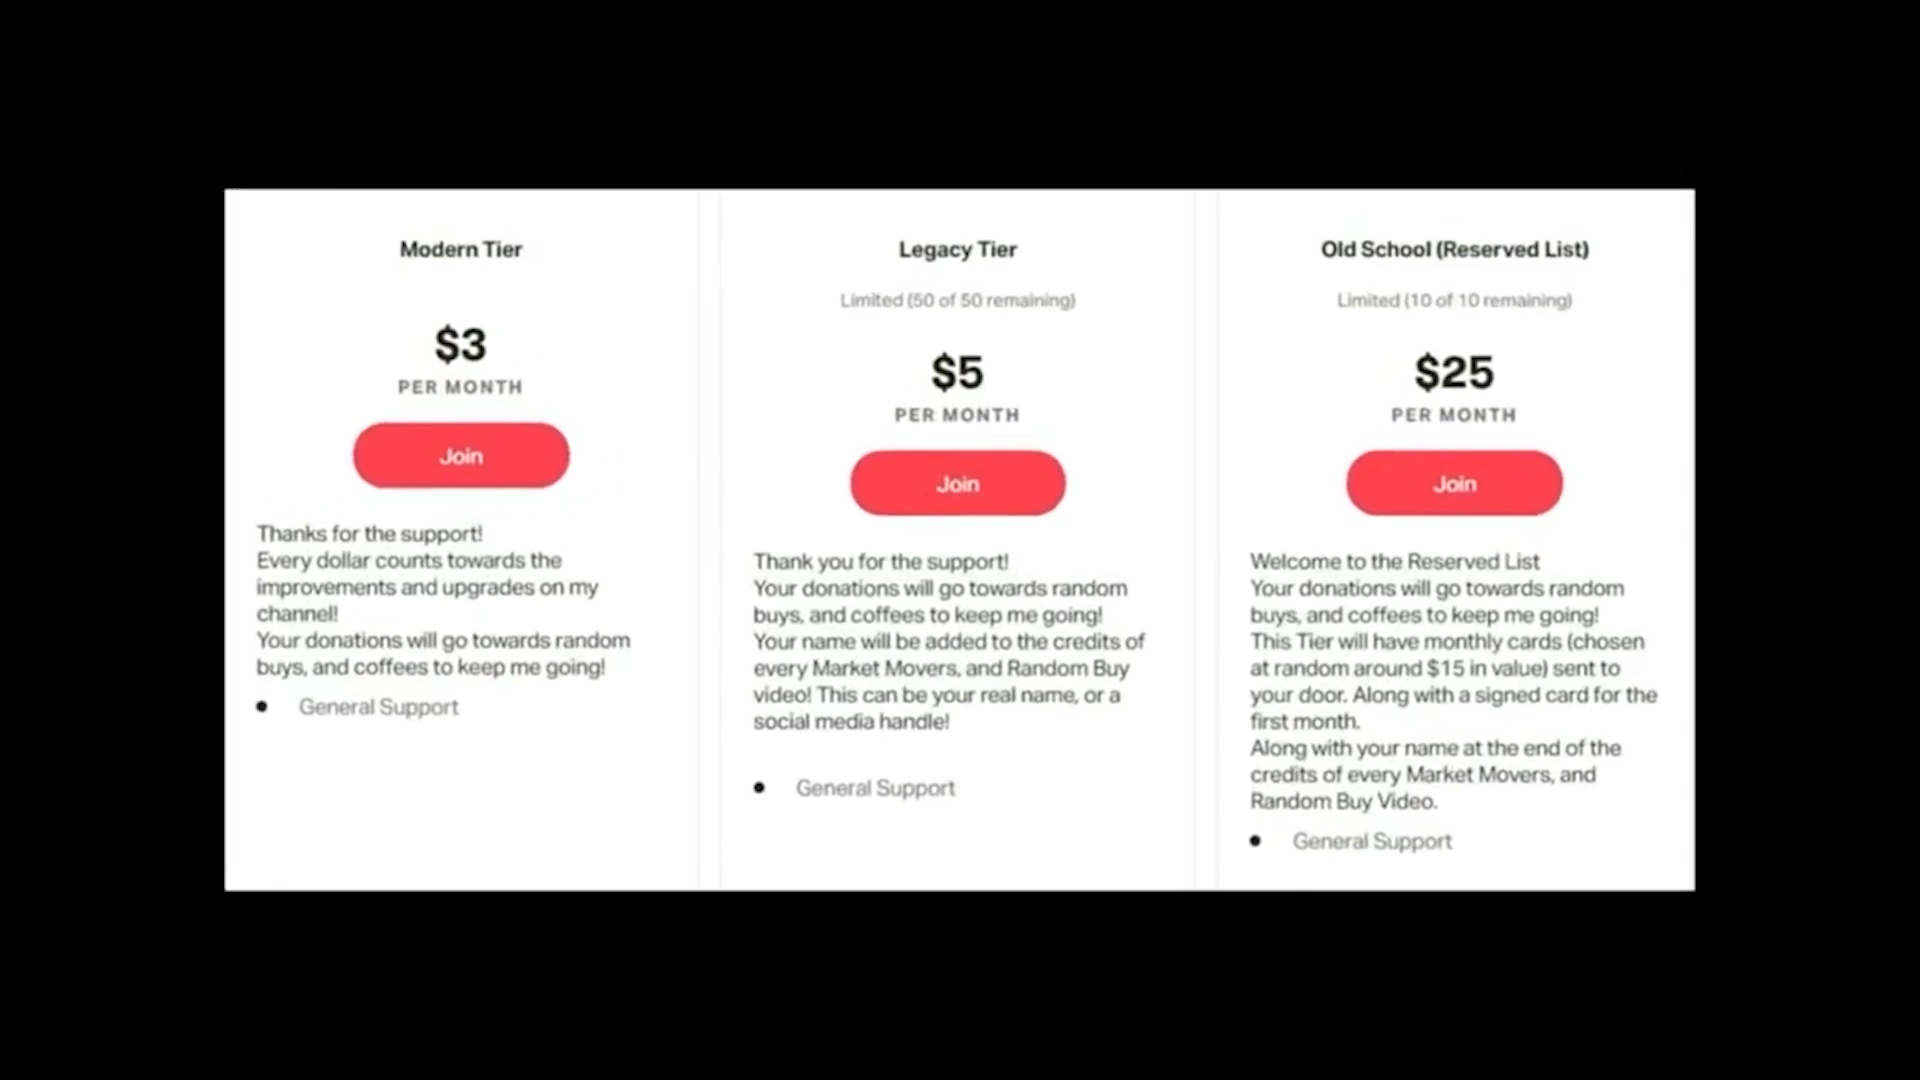 Modern Tier
$3
PER MONTH
Join
Thanks for the support!
Every dollar counts towards the
improvements and upgrades on my
channel!
Your donations will go towards random
buys, and coffees to keep me going!
General Support
Legacy Tier
Limited (50 of 50 remaining)
$5
PER MONTH
Join
Thank you for the support!
Your donations will go towards random
buys, and coffees to keep me going!
Your name will be added to the credits of
every Market Movers, and Random Buy
video! This can be your real name, or a
social media handle!
General Support
Old School (Reserved List)
Limited (10 of 10 remaining)
$25
PER MONTH
Join
Welcome to the Reserved List
Your donations will go towards random
buys, and coffees to keep me going!
This Tier will have monthly cards (chosen
at random around $15 in value) sent to
your door. Along with a signed card for the
first month.
Along with your name at the end of the
credits of every Market Movers, and
Random Buy Video.
General Support